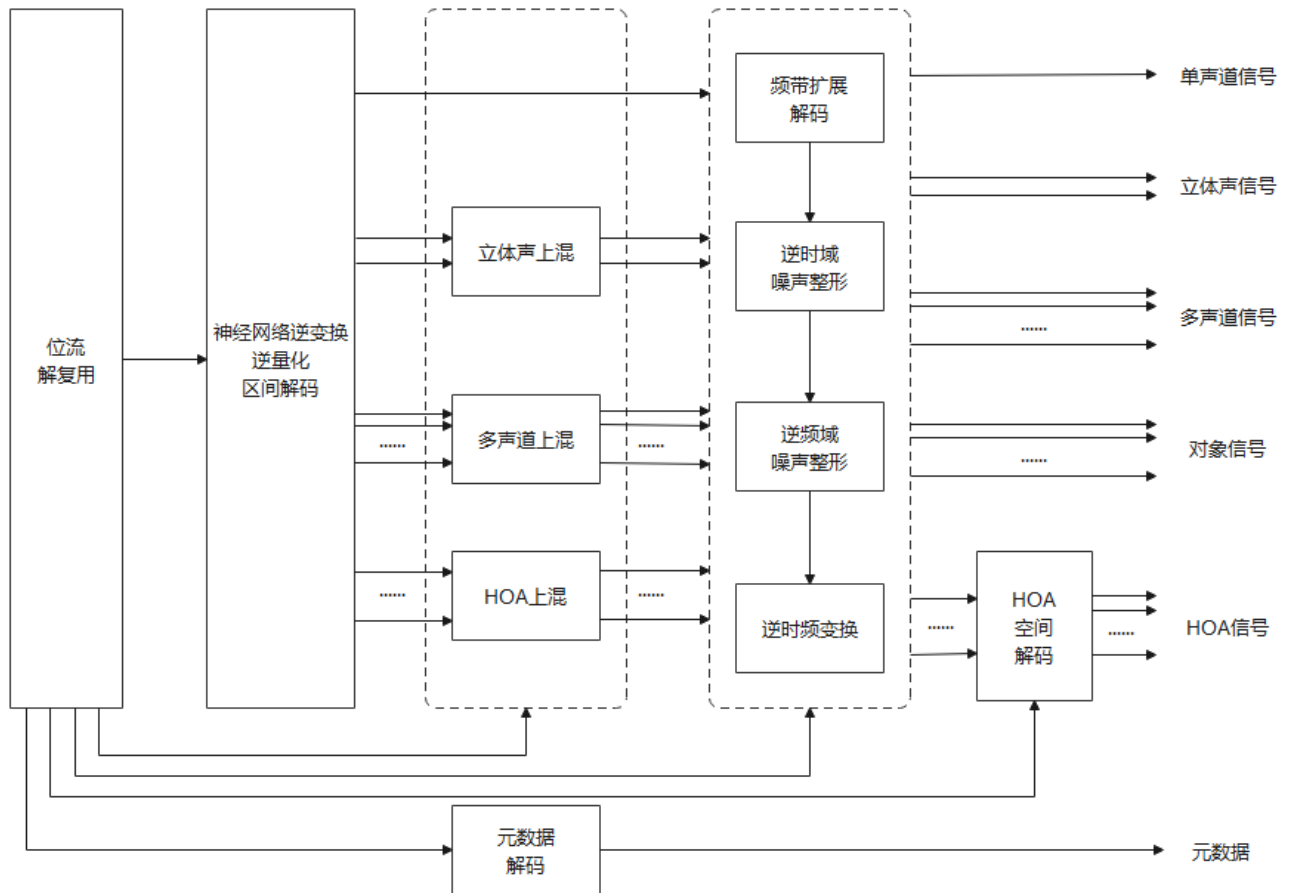 位流
解复用
神经网络逆变换
逆量化
区间解码
立体声上混
多声道上混
HOA上混
......
......
......
......
频带扩展
解码
逆时域
噪声整形
逆频域
噪声整形
逆时频变换
......
HOA
空间
解码
......
......
......
单声道信号
立体声信号
多声道信号
对象信号
HOA信号
元数据
解码
元数据